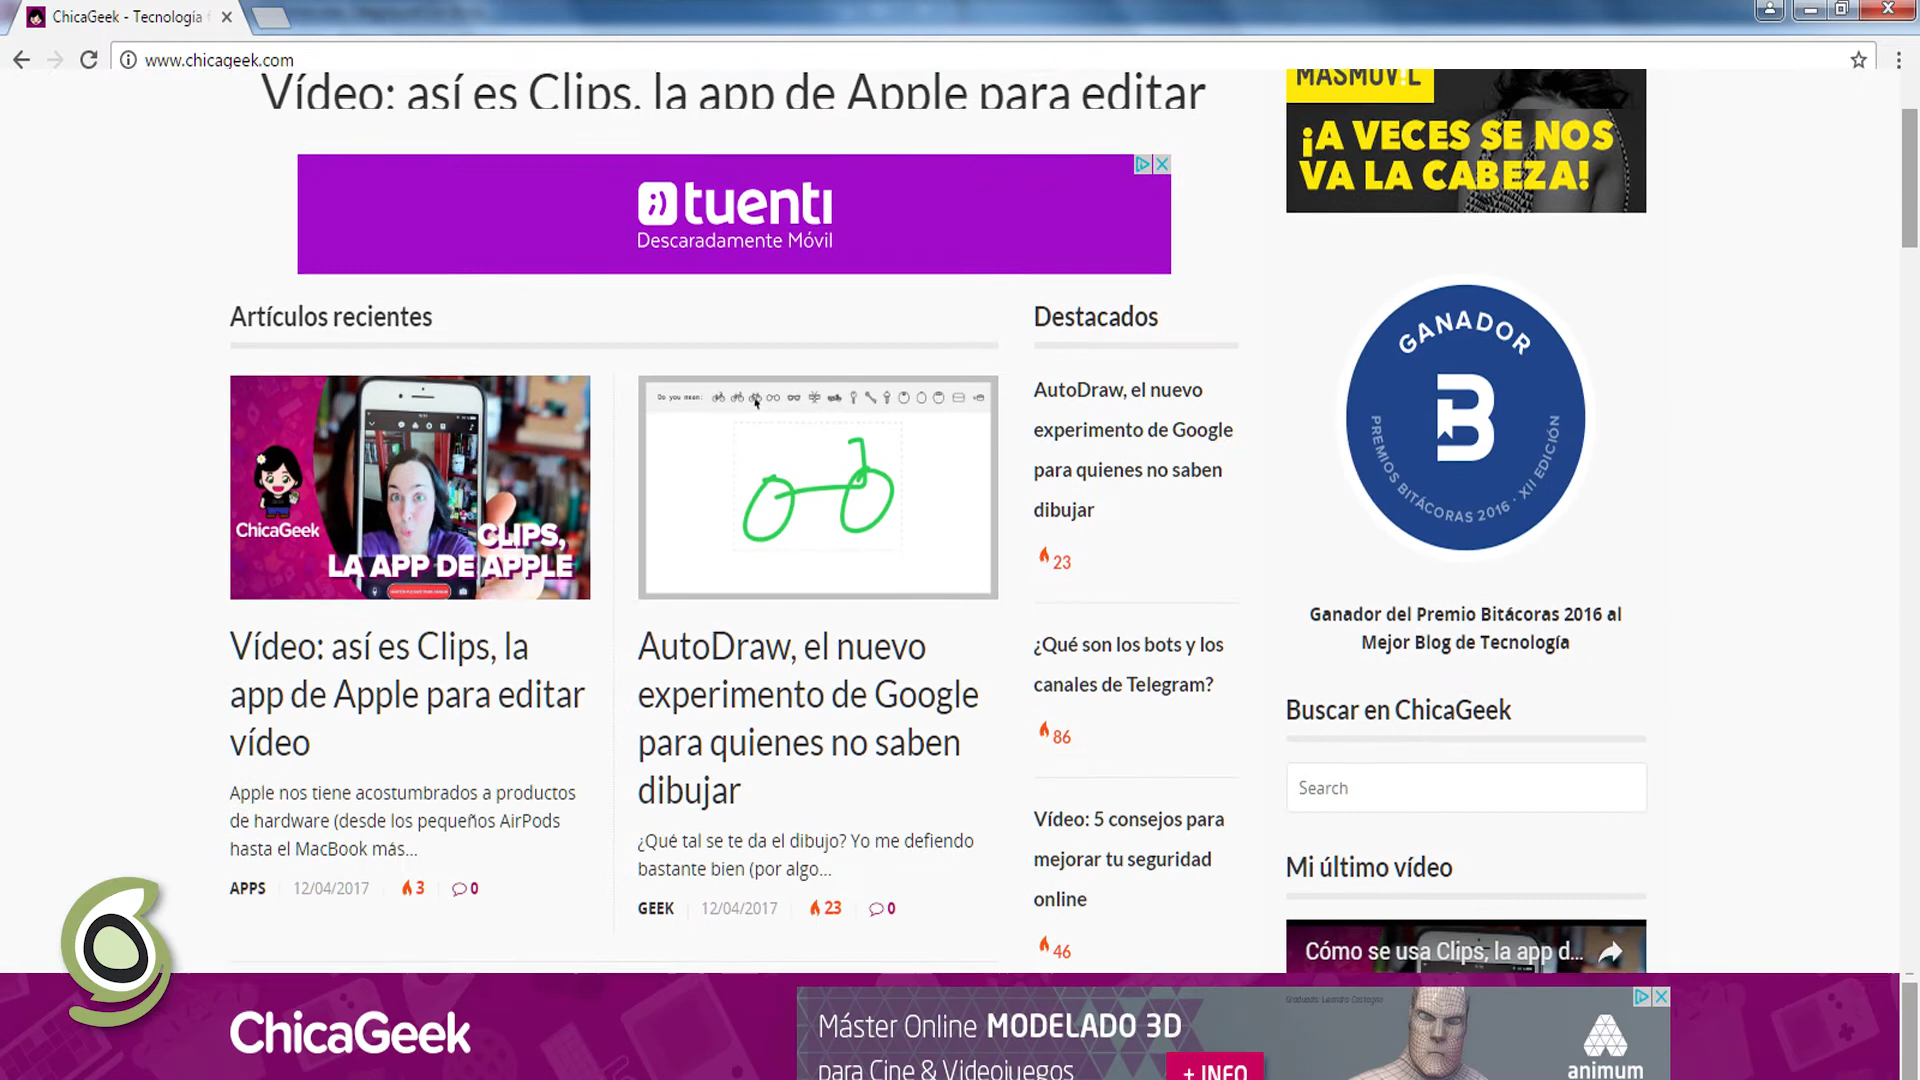 ChicaGeek - Tecnología
www.chicageek.com
Vídeo: así es Clips, la app de Apple para editar
MASMOVIL
¡A VECES SE NOS
VA LA CABEZA!
tuenti
Descaradamente Móvil
Artículos recientes
Do you mean:
ChicaGeek
CLIPS,
LA APP DE APPLE
Vídeo: así es Clips, la
app de Apple para editar
vídeo
Apple nos tiene acostumbrados a productos
de hardware (desde los pequeños AirPods
hasta el MacBook más...
APPS 12/04/2017 3 0
AutoDraw, el nuevo
experimento de Google
para quienes no saben
dibujar
¿Qué tal se te da el dibujo? Yo me defiendo
bastante bien (por algo...
GEEK 12/04/2017 23 0
Destacados
AutoDraw, el nuevo
experimento de Google
para quienes no saben
dibujar
23
¿Qué son los bots y los
canales de Telegram?
86
Vídeo: 5 consejos para
mejorar tu seguridad
online
46
GANADOR
B
PREMIOS BITÁCORAS 2016 · XII EDICIÓN
Ganador del Premio Bitácoras 2016 al
Mejor Blog de Tecnología
Buscar en ChicaGeek
Search
Mi último vídeo
Cómo se usa Clips, la app d...
ChicaGeek
Máster Online MODELADO 3D
para Cine & Videojuegos
+ INFO
Graduado: Leandro Castagno
animum